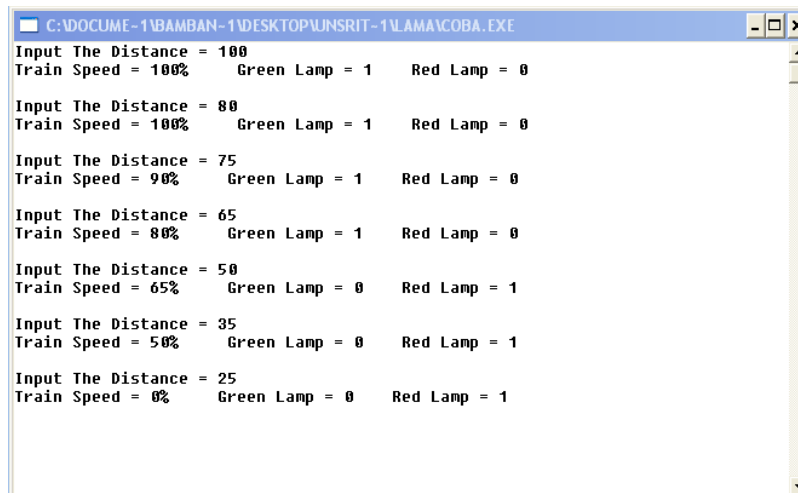 C:\DOCUME~1\BAMBAN~1\DESKTOP\UNSRIT~1\LAMA\COBA.EXE
Input The Distance = 100
Train Speed = 100%     Green Lamp = 1    Red Lamp = 0
Input The Distance = 80
Train Speed = 100%     Green Lamp = 1    Red Lamp = 0
Input The Distance = 75
Train Speed = 90%     Green Lamp = 1    Red Lamp = 0
Input The Distance = 65
Train Speed = 80%     Green Lamp = 1    Red Lamp = 0
Input The Distance = 50
Train Speed = 65%     Green Lamp = 0    Red Lamp = 1
Input The Distance = 35
Train Speed = 50%     Green Lamp = 0    Red Lamp = 1
Input The Distance = 25
Train Speed = 0%     Green Lamp = 0    Red Lamp = 1